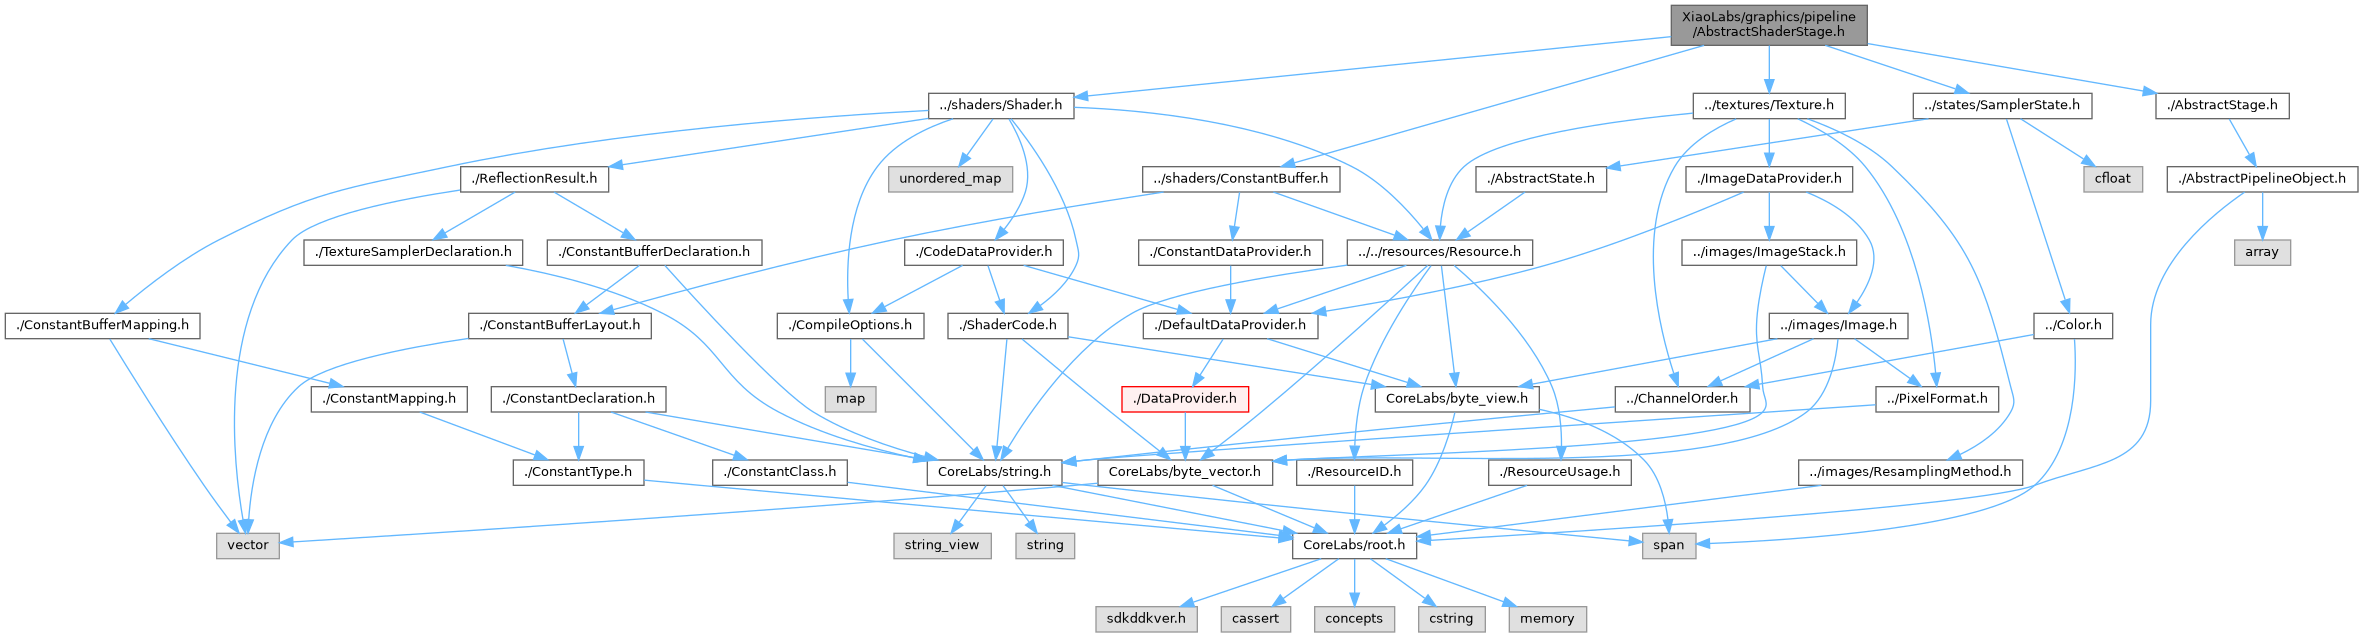 XiaoLabs/graphics/pipeline
/AbstractShaderStage.h
../shaders/Shader.h
../textures/Texture.h
../states/SamplerState.h
./AbstractStage.h
./ReflectionResult.h
unordered_map
../shaders/ConstantBuffer.h
./AbstractState.h
./ImageDataProvider.h
cfloat
./AbstractPipelineObject.h
./TextureSamplerDeclaration.h
./ConstantBufferDeclaration.h
./CodeDataProvider.h
./ConstantDataProvider.h
../../resources/Resource.h
../images/ImageStack.h
array
./ConstantBufferMapping.h
./ConstantBufferLayout.h
./CompileOptions.h
./ShaderCode.h
./DefaultDataProvider.h
../images/Image.h
../Color.h
./ConstantMapping.h
./ConstantDeclaration.h
map
./DataProvider.h
CoreLabs/byte_view.h
../ChannelOrder.h
../PixelFormat.h
./ConstantType.h
./ConstantClass.h
CoreLabs/string.h
CoreLabs/byte_vector.h
./ResourceID.h
./ResourceUsage.h
../images/ResamplingMethod.h
vector
string_view
string
CoreLabs/root.h
span
sdkddkver.h
cassert
concepts
cstring
memory